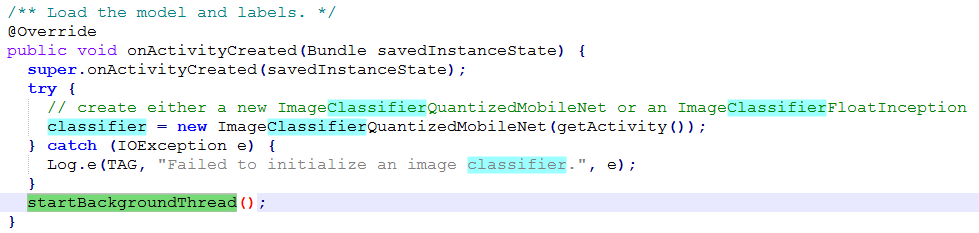 /** Load the model and labels. */
@Override
public void onActivityCreated(Bundle savedInstanceState) {
super.onActivityCreated(savedInstanceState);
try {
// create either a new ImageClassifierQuantizedMobileNet or an ImageClassifierFloatInception
classifier = new ImageClassifierQuantizedMobileNet(getActivity());
} catch (IOException e) {
Log.e(TAG, "Failed to initialize an image classifier.", e);
}
startBackgroundThread();
}